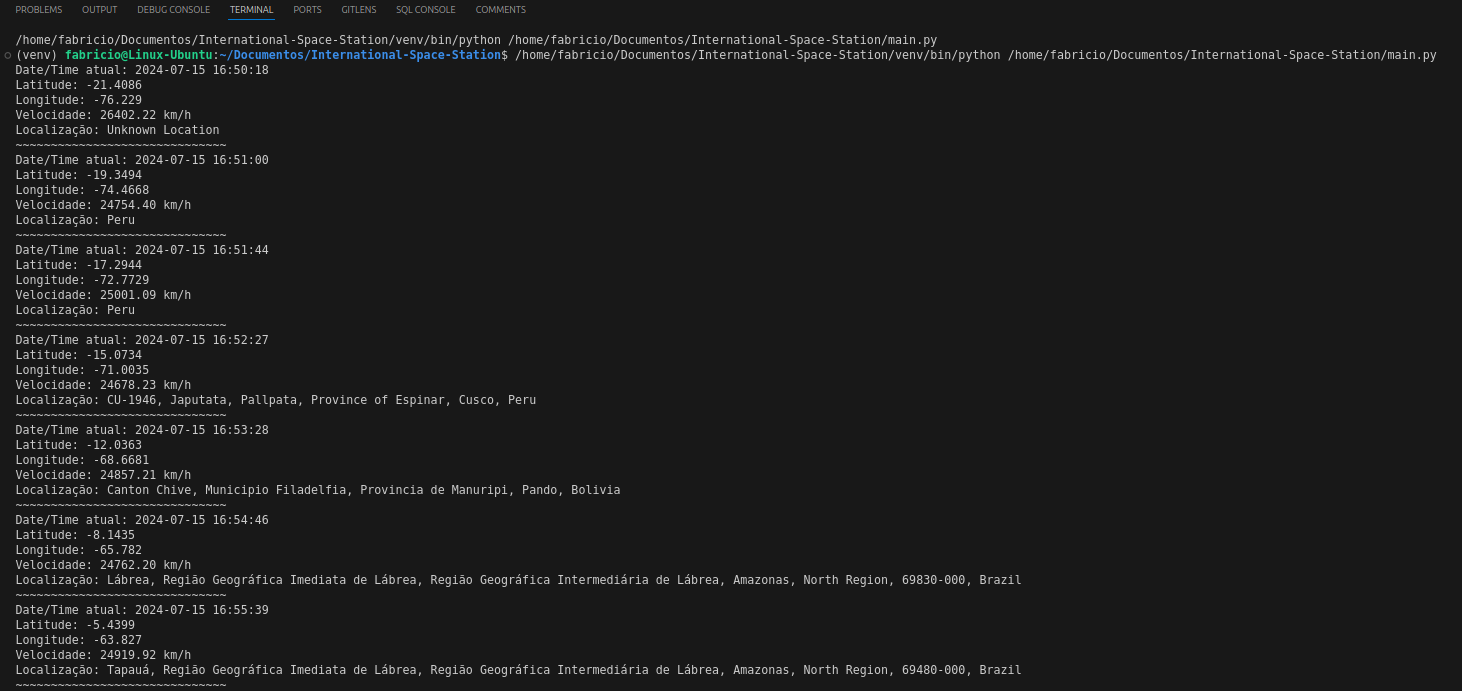 PROBLEMS OUTPUT DEBUG CONSOLE TERMINAL PORTS GITLENS SQL CONSOLE COMMENTS
/home/fabricio/Documentos/International-Space-Station/venv/bin/python /home/fabricio/Documentos/International-Space-Station/main.py
(venv) fabricio@Linux-Ubuntu:~/Documentos/International-Space-Station$ /home/fabricio/Documentos/International-Space-Station/venv/bin/python /home/fabricio/Documentos/International-Space-Station/main.py
Date/Time atual: 2024-07-15 16:50:18
Latitude: -21.4086
Longitude: -76.229
Velocidade: 26402.22 km/h
Localização: Unknown Location
~~~~~~~~~~~~~~~~~~~~~~~~~~~~~~
Date/Time atual: 2024-07-15 16:51:00
Latitude: -19.3494
Longitude: -74.4668
Velocidade: 24754.40 km/h
Localização: Peru
~~~~~~~~~~~~~~~~~~~~~~~~~~~~~~
Date/Time atual: 2024-07-15 16:51:44
Latitude: -17.2944
Longitude: -72.7729
Velocidade: 25001.09 km/h
Localização: Peru
~~~~~~~~~~~~~~~~~~~~~~~~~~~~~~
Date/Time atual: 2024-07-15 16:52:27
Latitude: -15.0734
Longitude: -71.0035
Velocidade: 24678.23 km/h
Localização: CU-1946, Japutata, Pallpata, Province of Espinar, Cusco, Peru
~~~~~~~~~~~~~~~~~~~~~~~~~~~~~~
Date/Time atual: 2024-07-15 16:53:28
Latitude: -12.0363
Longitude: -68.6681
Velocidade: 24857.21 km/h
Localização: Canton Chive, Municipio Filadelfia, Provincia de Manuripi, Pando, Bolivia
~~~~~~~~~~~~~~~~~~~~~~~~~~~~~~
Date/Time atual: 2024-07-15 16:54:46
Latitude: -8.1435
Longitude: -65.782
Velocidade: 24762.20 km/h
Localização: Lábrea, Região Geográfica Imediata de Lábrea, Região Geográfica Intermediária de Lábrea, Amazonas, North Region, 69830-000, Brazil
~~~~~~~~~~~~~~~~~~~~~~~~~~~~~~
Date/Time atual: 2024-07-15 16:55:39
Latitude: -5.4399
Longitude: -63.827
Velocidade: 24919.92 km/h
Localização: Tapauá, Região Geográfica Imediata de Lábrea, Região Geográfica Intermediária de Lábrea, Amazonas, North Region, 69480-000, Brazil
~~~~~~~~~~~~~~~~~~~~~~~~~~~~~~